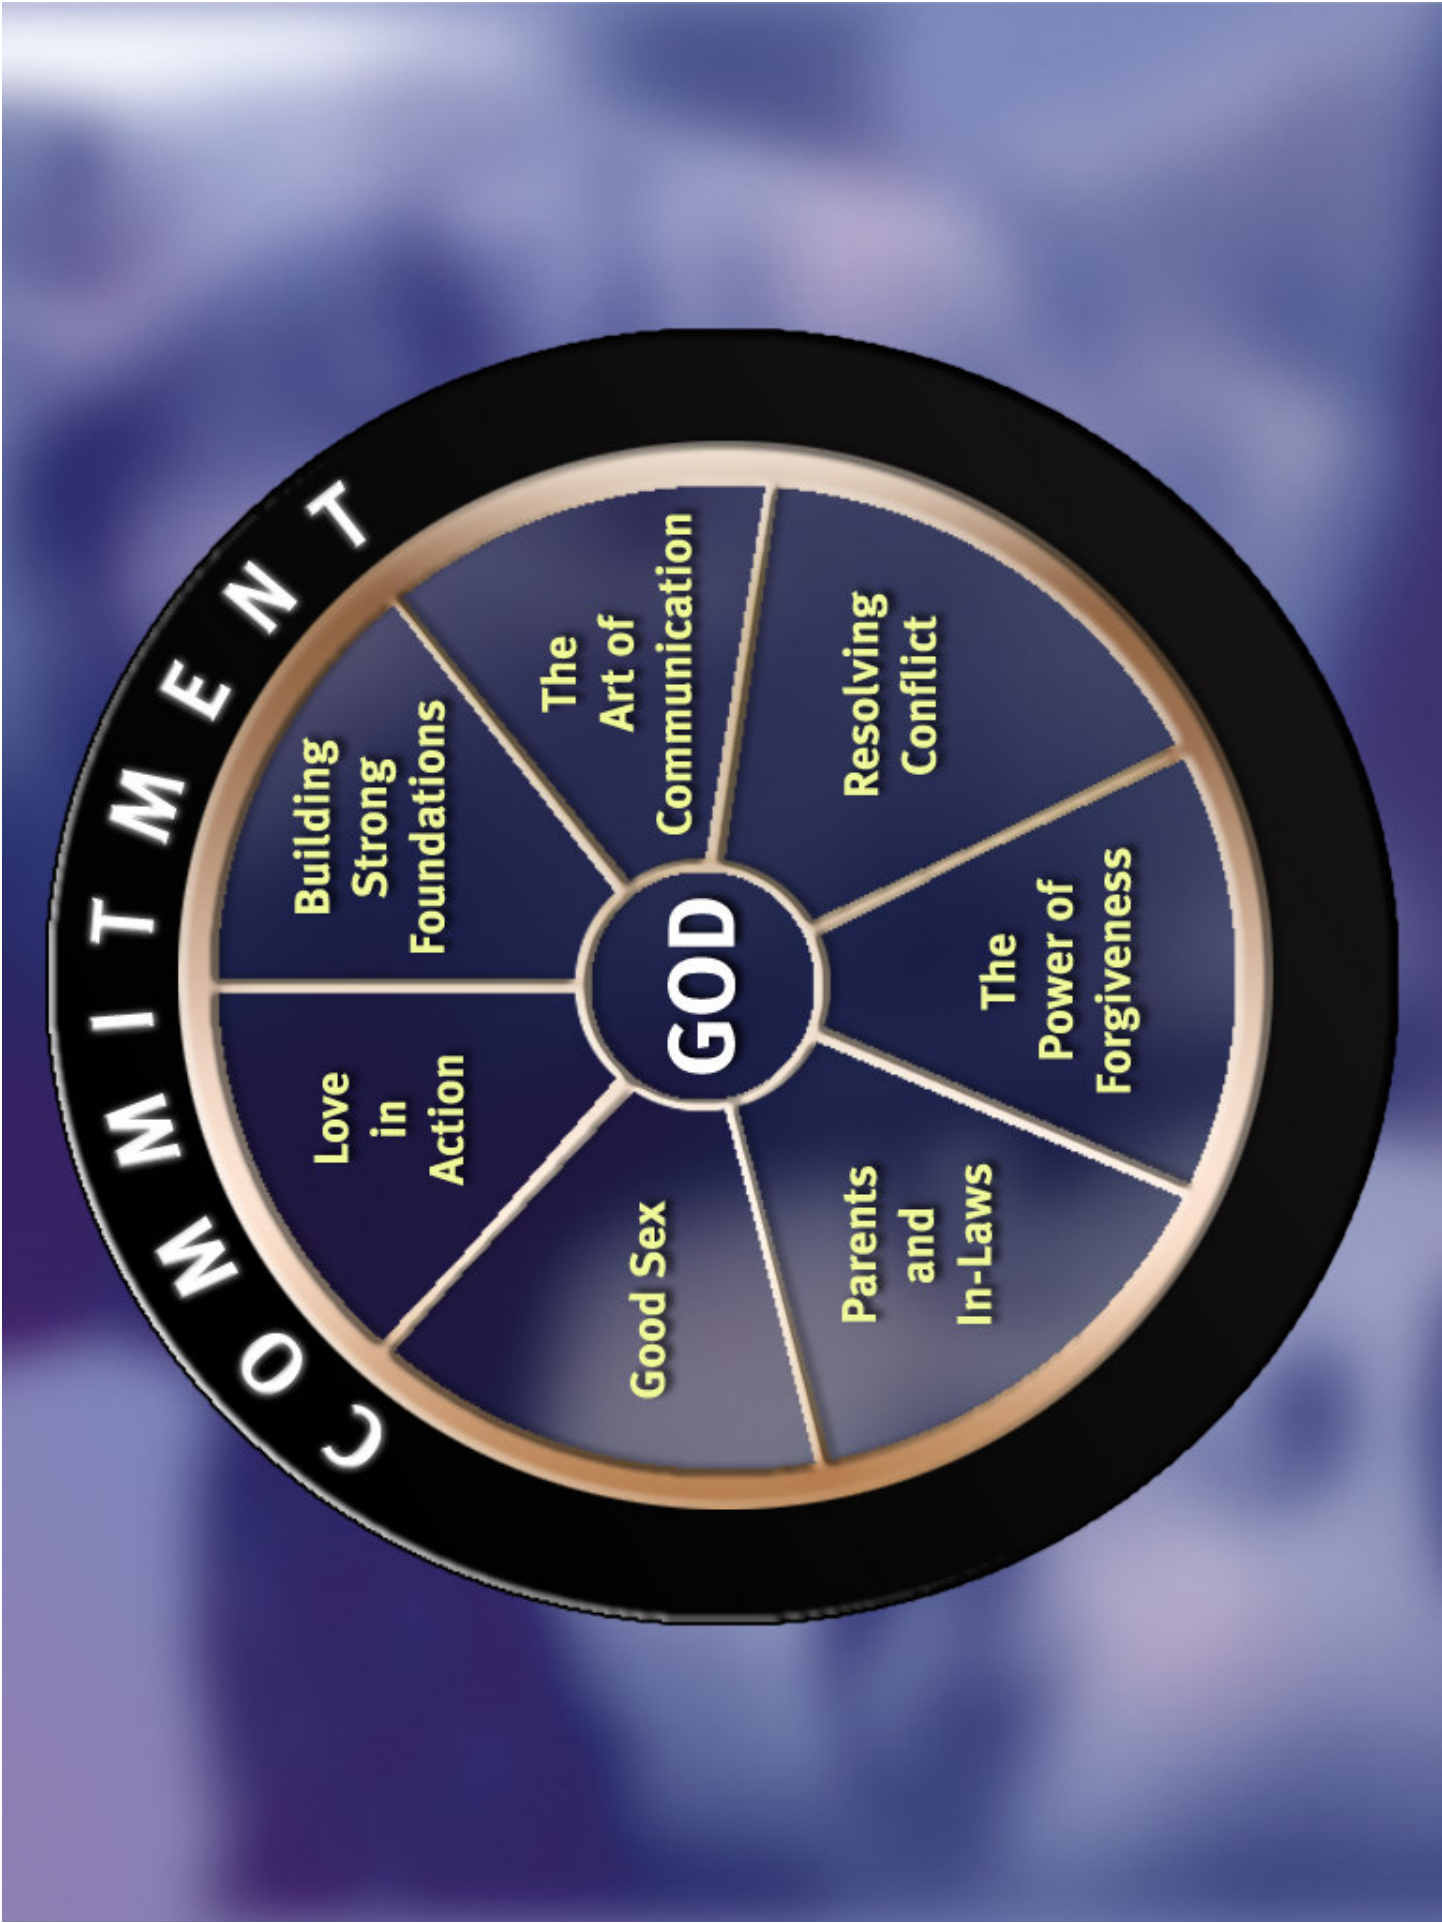 COMMITMENT
Building
Strong
Foundations
The
Art of
Communication
Resolving
Conflict
The
Power of
Forgiveness
Parents
and
In-Laws
Good Sex
Love
in
Action
GOD